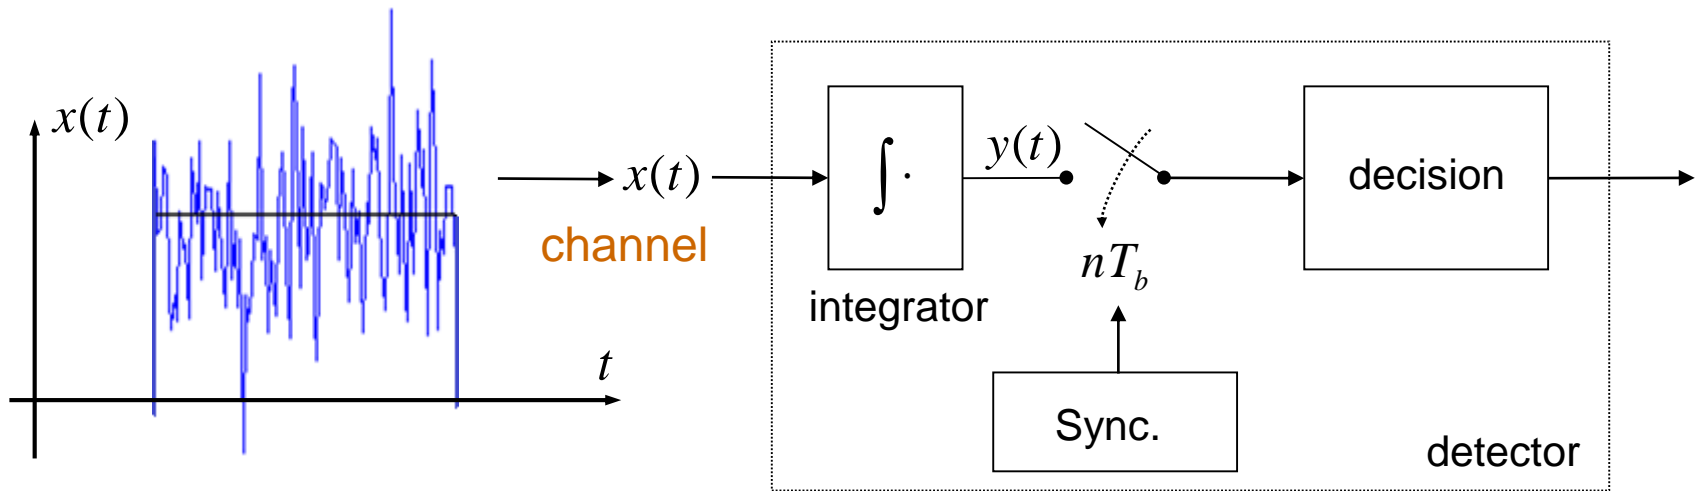 x(t)
t
x(t)
channel
∫ ·
integrator
y(t)
nT_b
Sync.
decision
detector